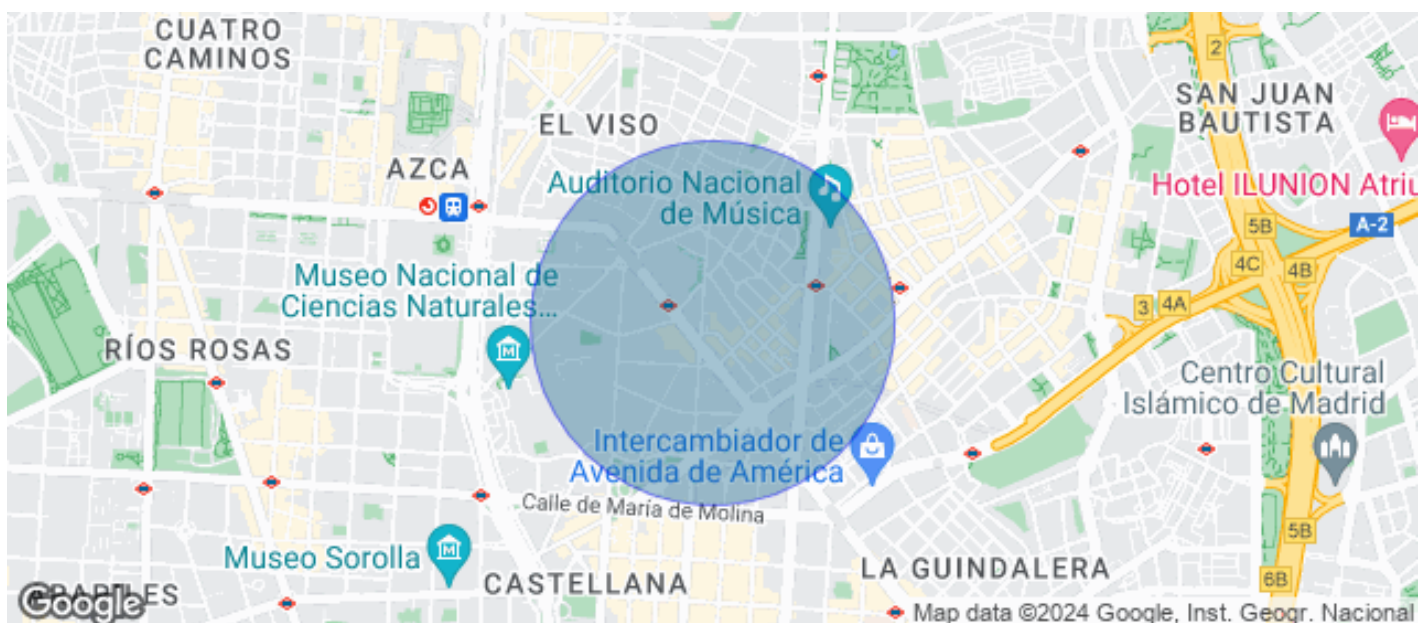 CUATRO
CAMINOS
2
SAN JUAN
BAUTISTA
EL VISO
AZCA
Auditorio Nacional
de Música
Hotel ILUNION Atriu
5B
A-2
Museo Nacional de
Ciencias Naturales...
4C
4B
3
4A
RÍOS ROSAS
Centro Cultural
Islámico de Madrid
Intercambiador de
Avenida de América
Calle de María de Molina
5B
Museo Sorolla
CASTELLANA
LA GUINDALERA
6B
Google
Map data ©2024 Google, Inst. Geogr. Nacional